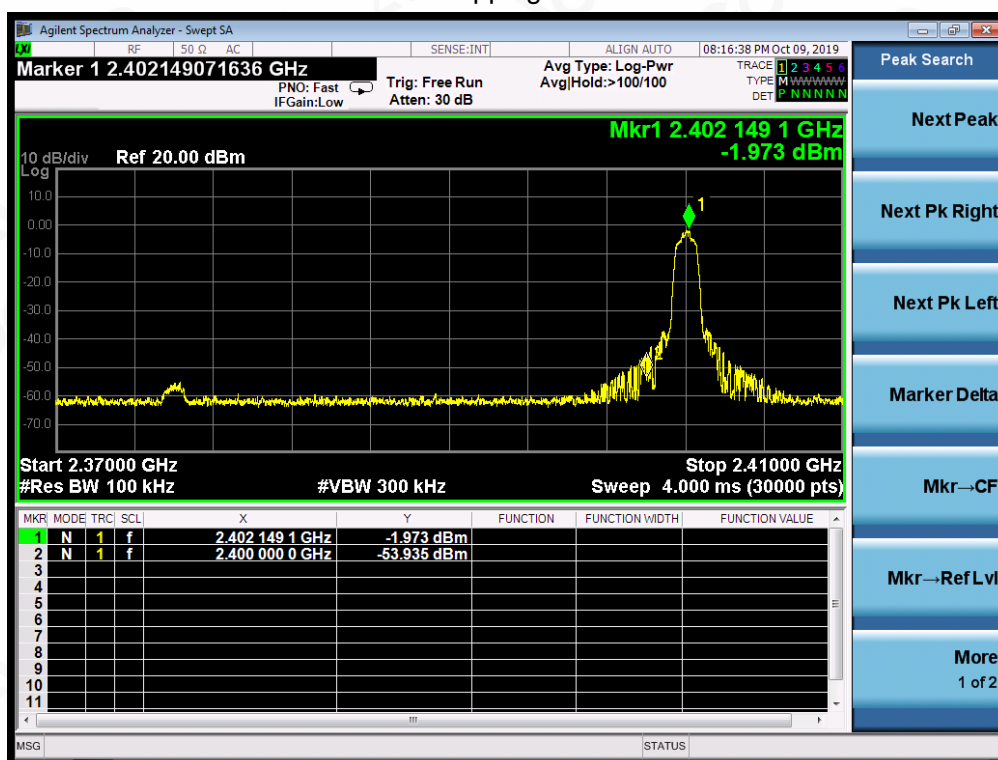 Agilent Spectrum Analyzer - Swept SA
LXI RF 50 Ω AC SENSE:INT ALIGN AUTO 08:16:38 PM Oct 09, 2019
Marker 1 2.402149071636 GHz
PNO: Fast
IFGain:Low
Trig: Free Run
Atten: 30 dB
Avg Type: Log-Pwr
Avg|Hold:>100/100
TRACE 1 2 3 4 5 6
TYPE M WWWWW
DET P N N N N N
Mkr1 2.402 149 1 GHz
-1.973 dBm
10 dB/div Ref 20.00 dBm
Log
10.0
0.00
-10.0
-20.0
-30.0
-40.0
-50.0
-60.0
-70.0
1
2
Start 2.37000 GHz Stop 2.41000 GHz
#Res BW 100 kHz #VBW 300 kHz Sweep 4.000 ms (30000 pts)
MKR MODE TRC SCL X Y FUNCTION FUNCTION WIDTH FUNCTION VALUE
1 N 1 f 2.402 149 1 GHz -1.973 dBm
2 N 1 f 2.400 000 0 GHz -53.935 dBm
3
4
5
6
7
8
9
10
11
MSG STATUS
Peak Search
Next Peak
Next Pk Right
Next Pk Left
Marker Delta
Mkr→CF
Mkr→Ref Lvl
More
1 of 2